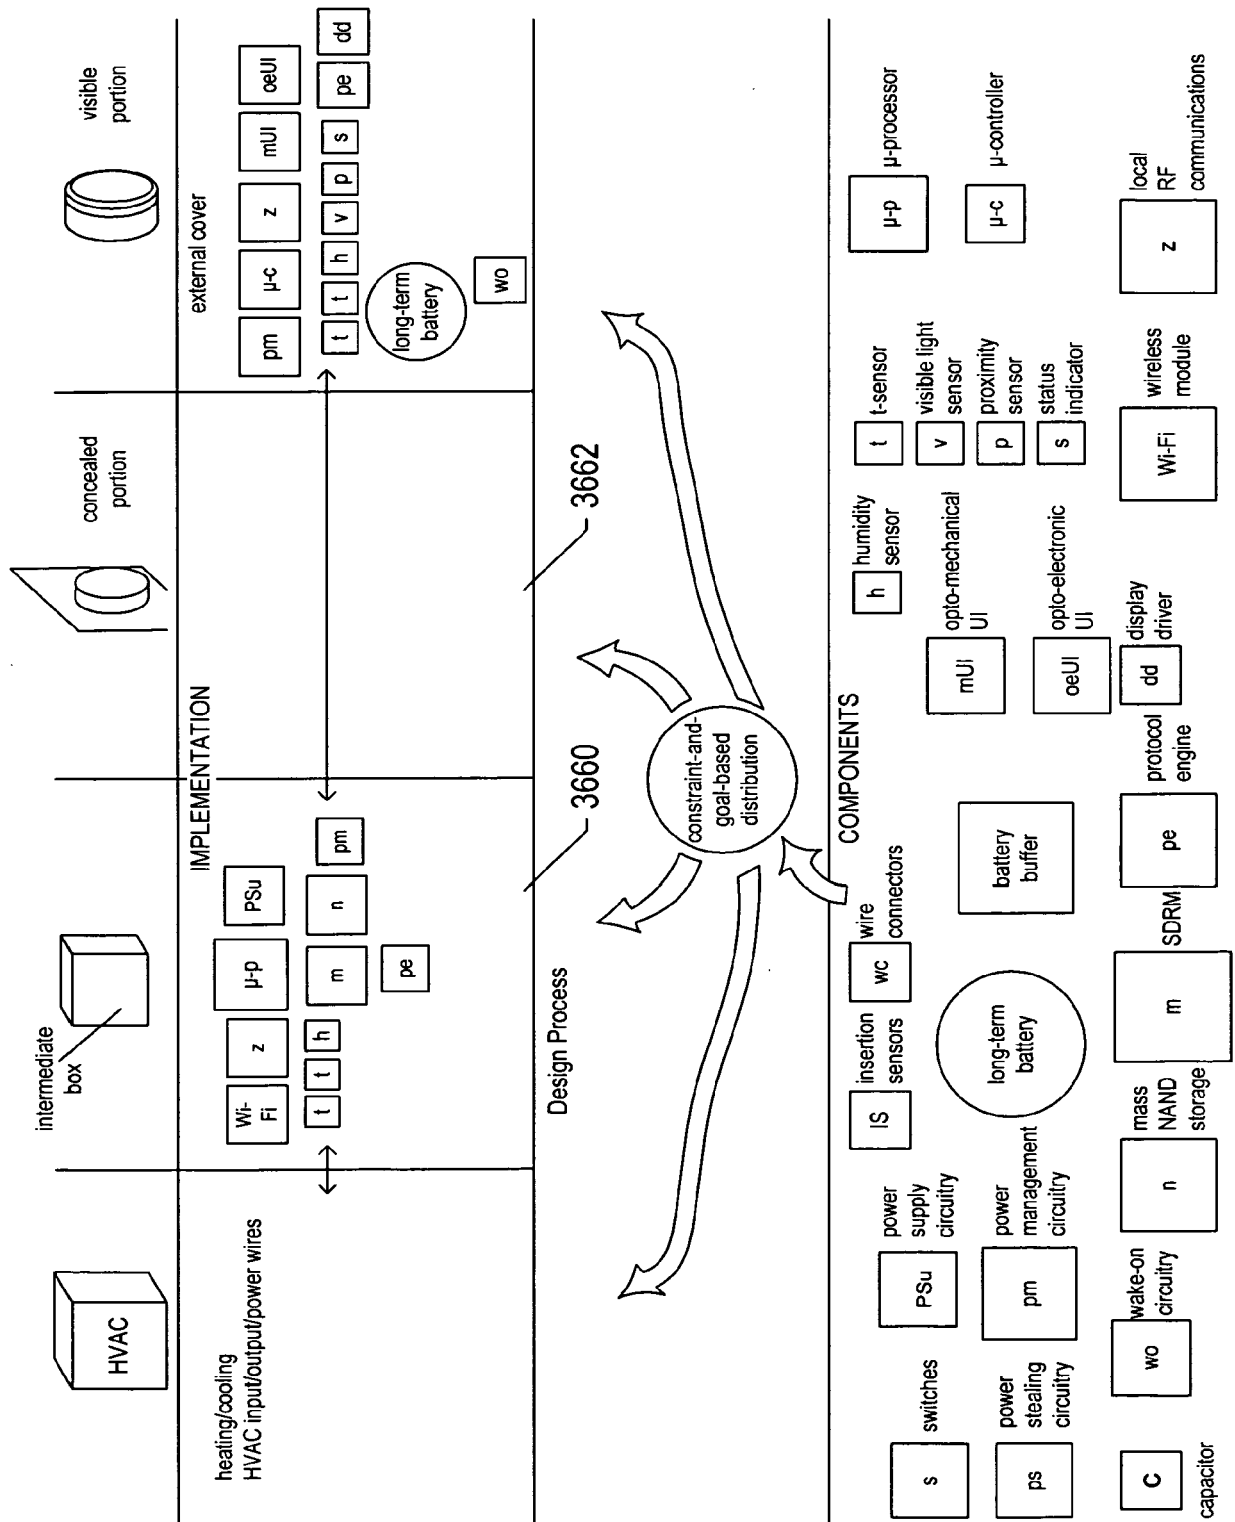 HVAC
intermediate
box
concealed
portion
visible
portion
IMPLEMENTATION
heating/cooling
HVAC input/output/power wires
Wi-
Fi
z
μ-p
PSu
t
t
h
m
n
pm
pe
external cover
pm
μ-c
z
mUI
oeUI
t
t
h
v
p
s
pe
dd
long-term
battery
wo
Design Process
3660
3662
constraint-and-
goal-based
distribution
COMPONENTS
s
switches
PSu
power
supply
circuitry
IS
insertion
sensors
wc
wire
connectors
h
humidity
sensor
t
t-sensor
v
visible light
sensor
p
proximity
sensor
s
status
indicator
μ-p
μ-processor
μ-c
μ-controller
ps
power
stealing
circuitry
pm
power
management
circuitry
long-term
battery
battery
buffer
mUI
opto-mechanical
UI
oeUI
opto-electronic
UI
C
capacitor
wo
wake-on
circuitry
n
mass
NAND
storage
m
SDRM
pe
protocol
engine
dd
display
driver
Wi-Fi
wireless
module
z
local
RF
communications